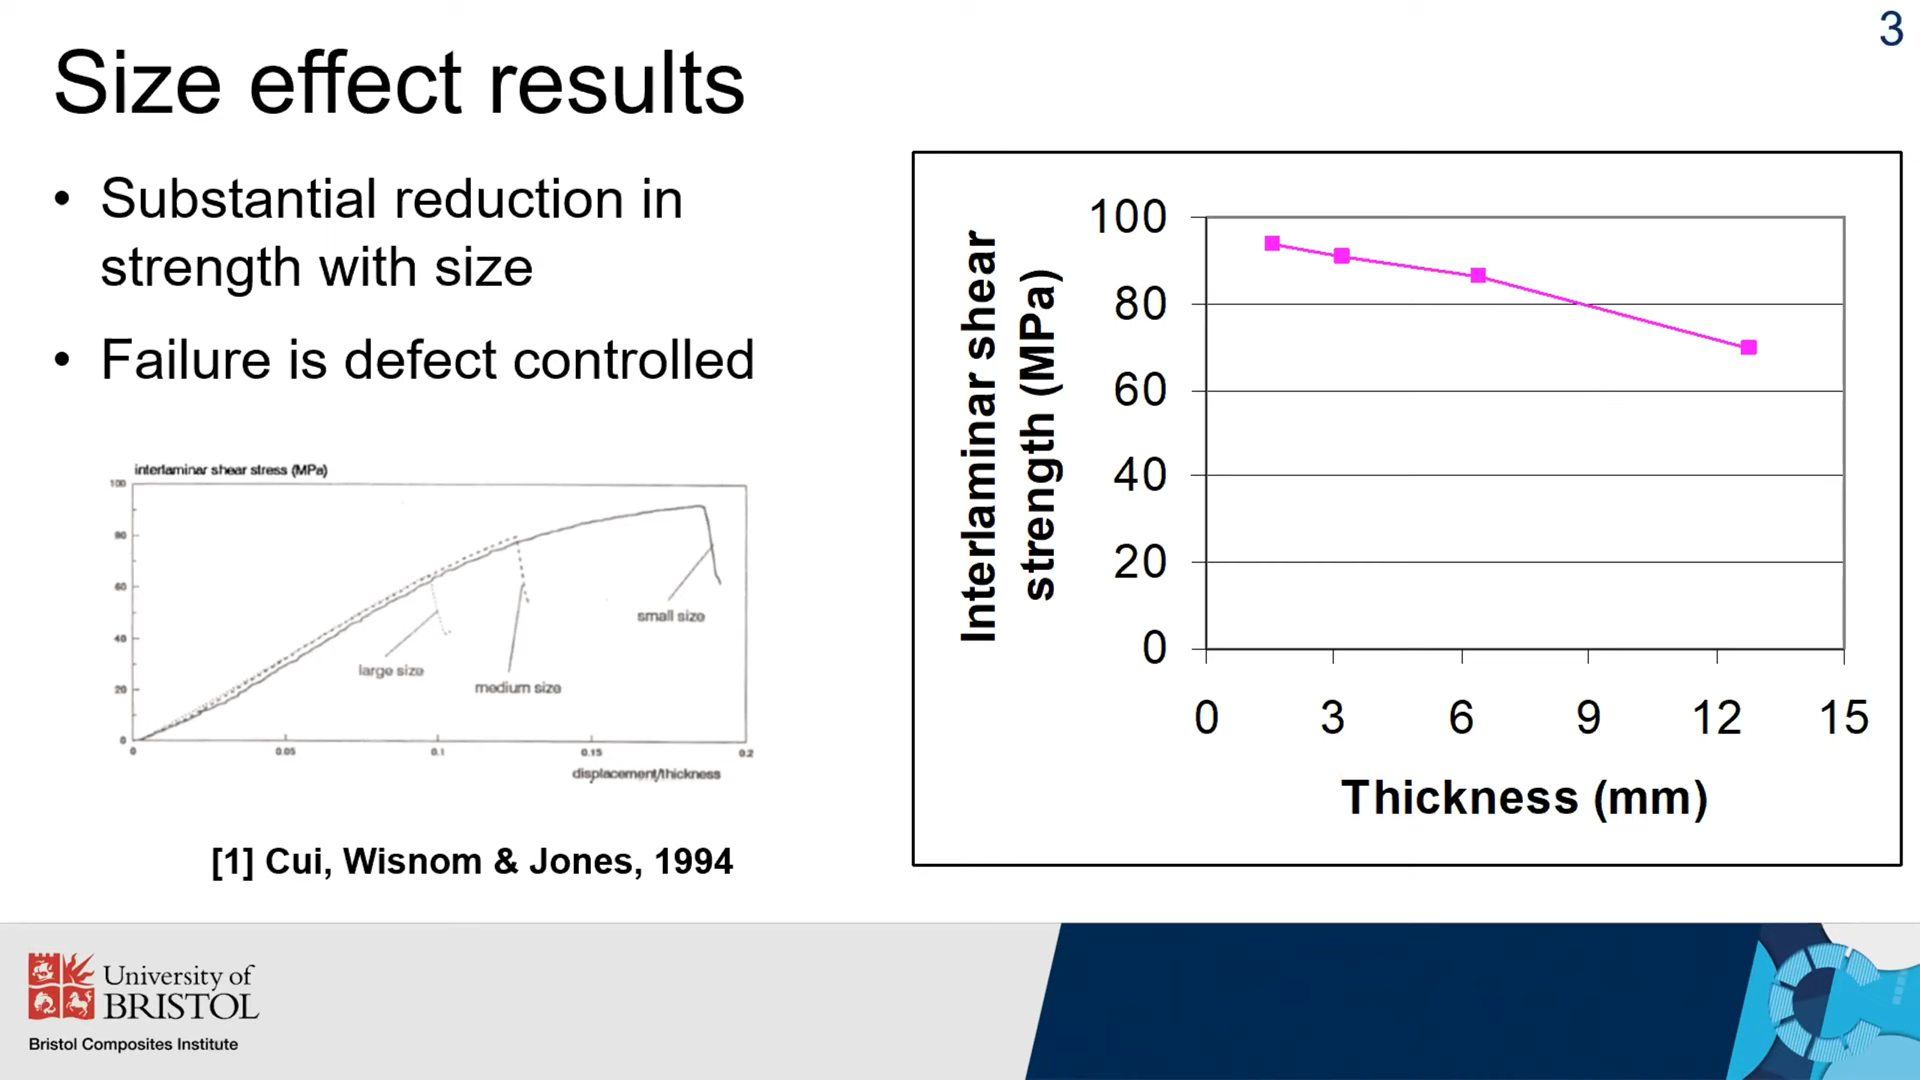 3
Size effect results
• Substantial reduction in
strength with size
• Failure is defect controlled
interlaminar shear stress (MPa)
100
80
60
40
20
0
0 0.05 0.1 0.15 0.2
displacement/thickness
small size
large size
medium size
[1] Cui, Wisnom & Jones, 1994
Interlaminar shear
strength (MPa)
100
80
60
40
20
0
0 3 6 9 12 15
Thickness (mm)
University of
BRISTOL
Bristol Composites Institute